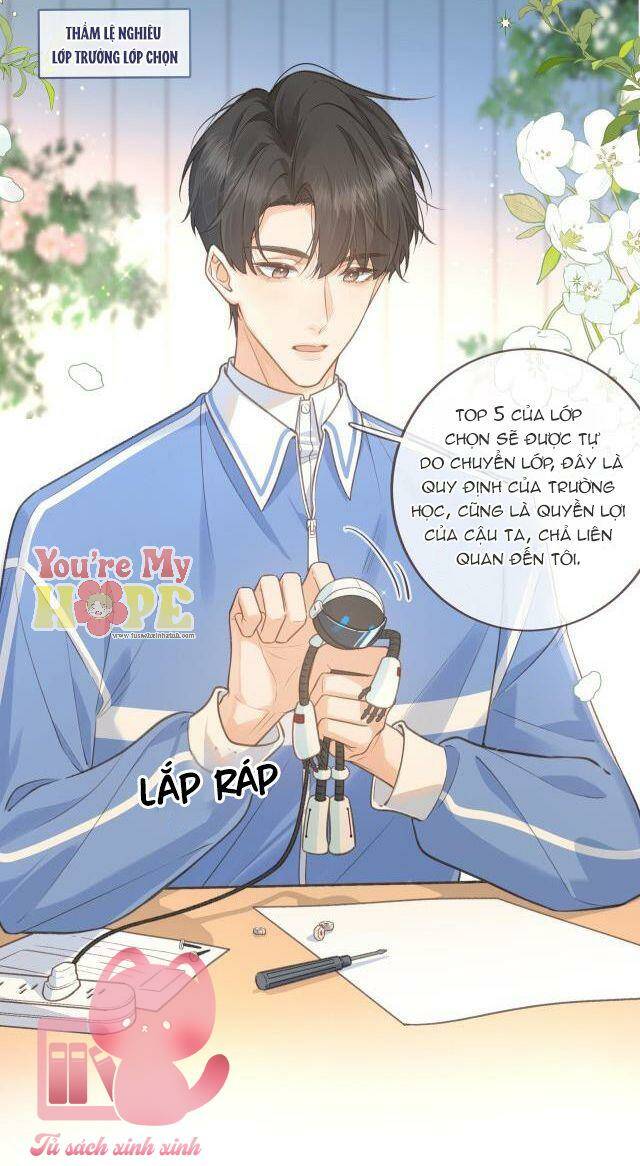 THẨM LỆ NGHIÊU
LỚP TRƯỞNG LỚP CHỌN
TOP 5 CỦA LỚP
CHỌN SẼ ĐƯỢC TỰ
DO CHUYỂN LỚP, ĐÂY LÀ
QUY ĐỊNH CỦA TRƯỜNG
HỌC, CŨNG LÀ QUYỀN LỢI
CỦA CẬU TA, CHẢ LIÊN
QUAN ĐẾN TÔI.
You're My
HOPE
LẮP RÁP
Tủ sách xinh xinh